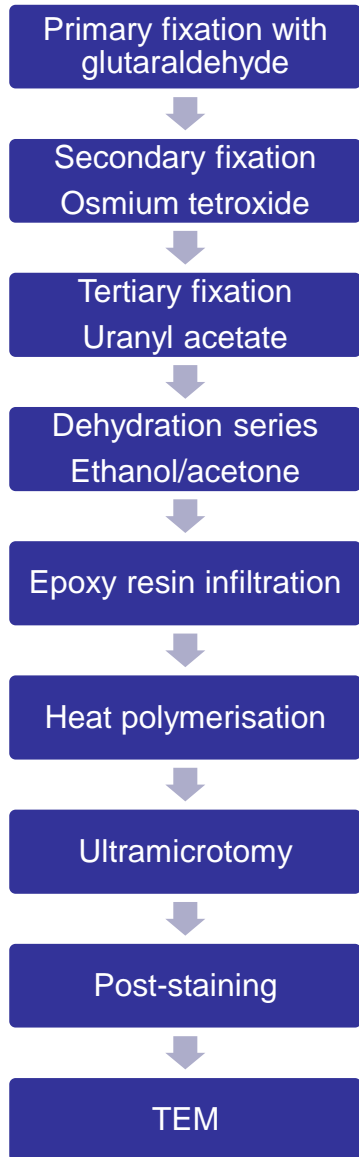 Primary fixation with
glutaraldehyde
Secondary fixation
Osmium tetroxide
Tertiary fixation
Uranyl acetate
Dehydration series
Ethanol/acetone
Epoxy resin infiltration
Heat polymerisation
Ultramicrotomy
Post-staining
TEM